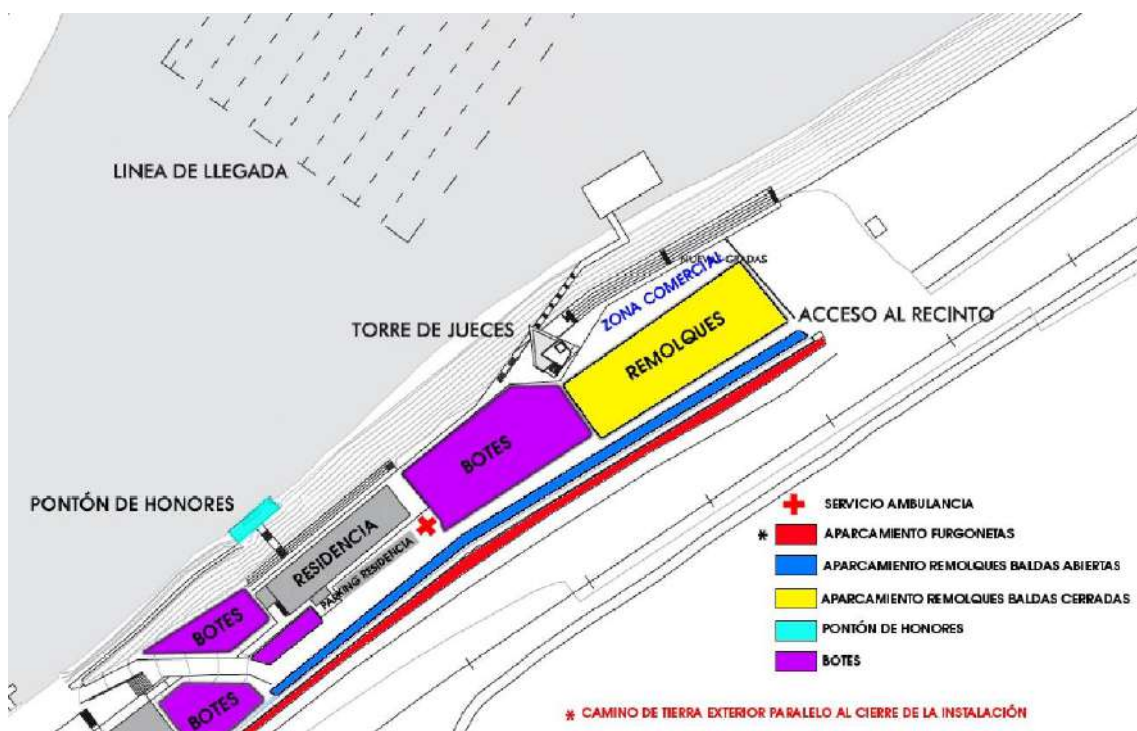 LINEA DE LLEGADA
NUEVAS GRADAS
ZONA COMERCIAL
ACCESO AL RECINTO
TORRE DE JUECES
REMOLQUES
BOTES
PONTÓN DE HONORES
RESIDENCIA
PARKING RESIDENCIA
BOTES
BOTES
SERVICIO AMBULANCIA
* APARCAMIENTO FURGONETAS
APARCAMIENTO REMOLQUES BALDAS ABIERTAS
APARCAMIENTO REMOLQUES BALDAS CERRADAS
PONTÓN DE HONORES
BOTES
* CAMINO DE TIERRA EXTERIOR PARALELO AL CIERRE DE LA INSTALACIÓN